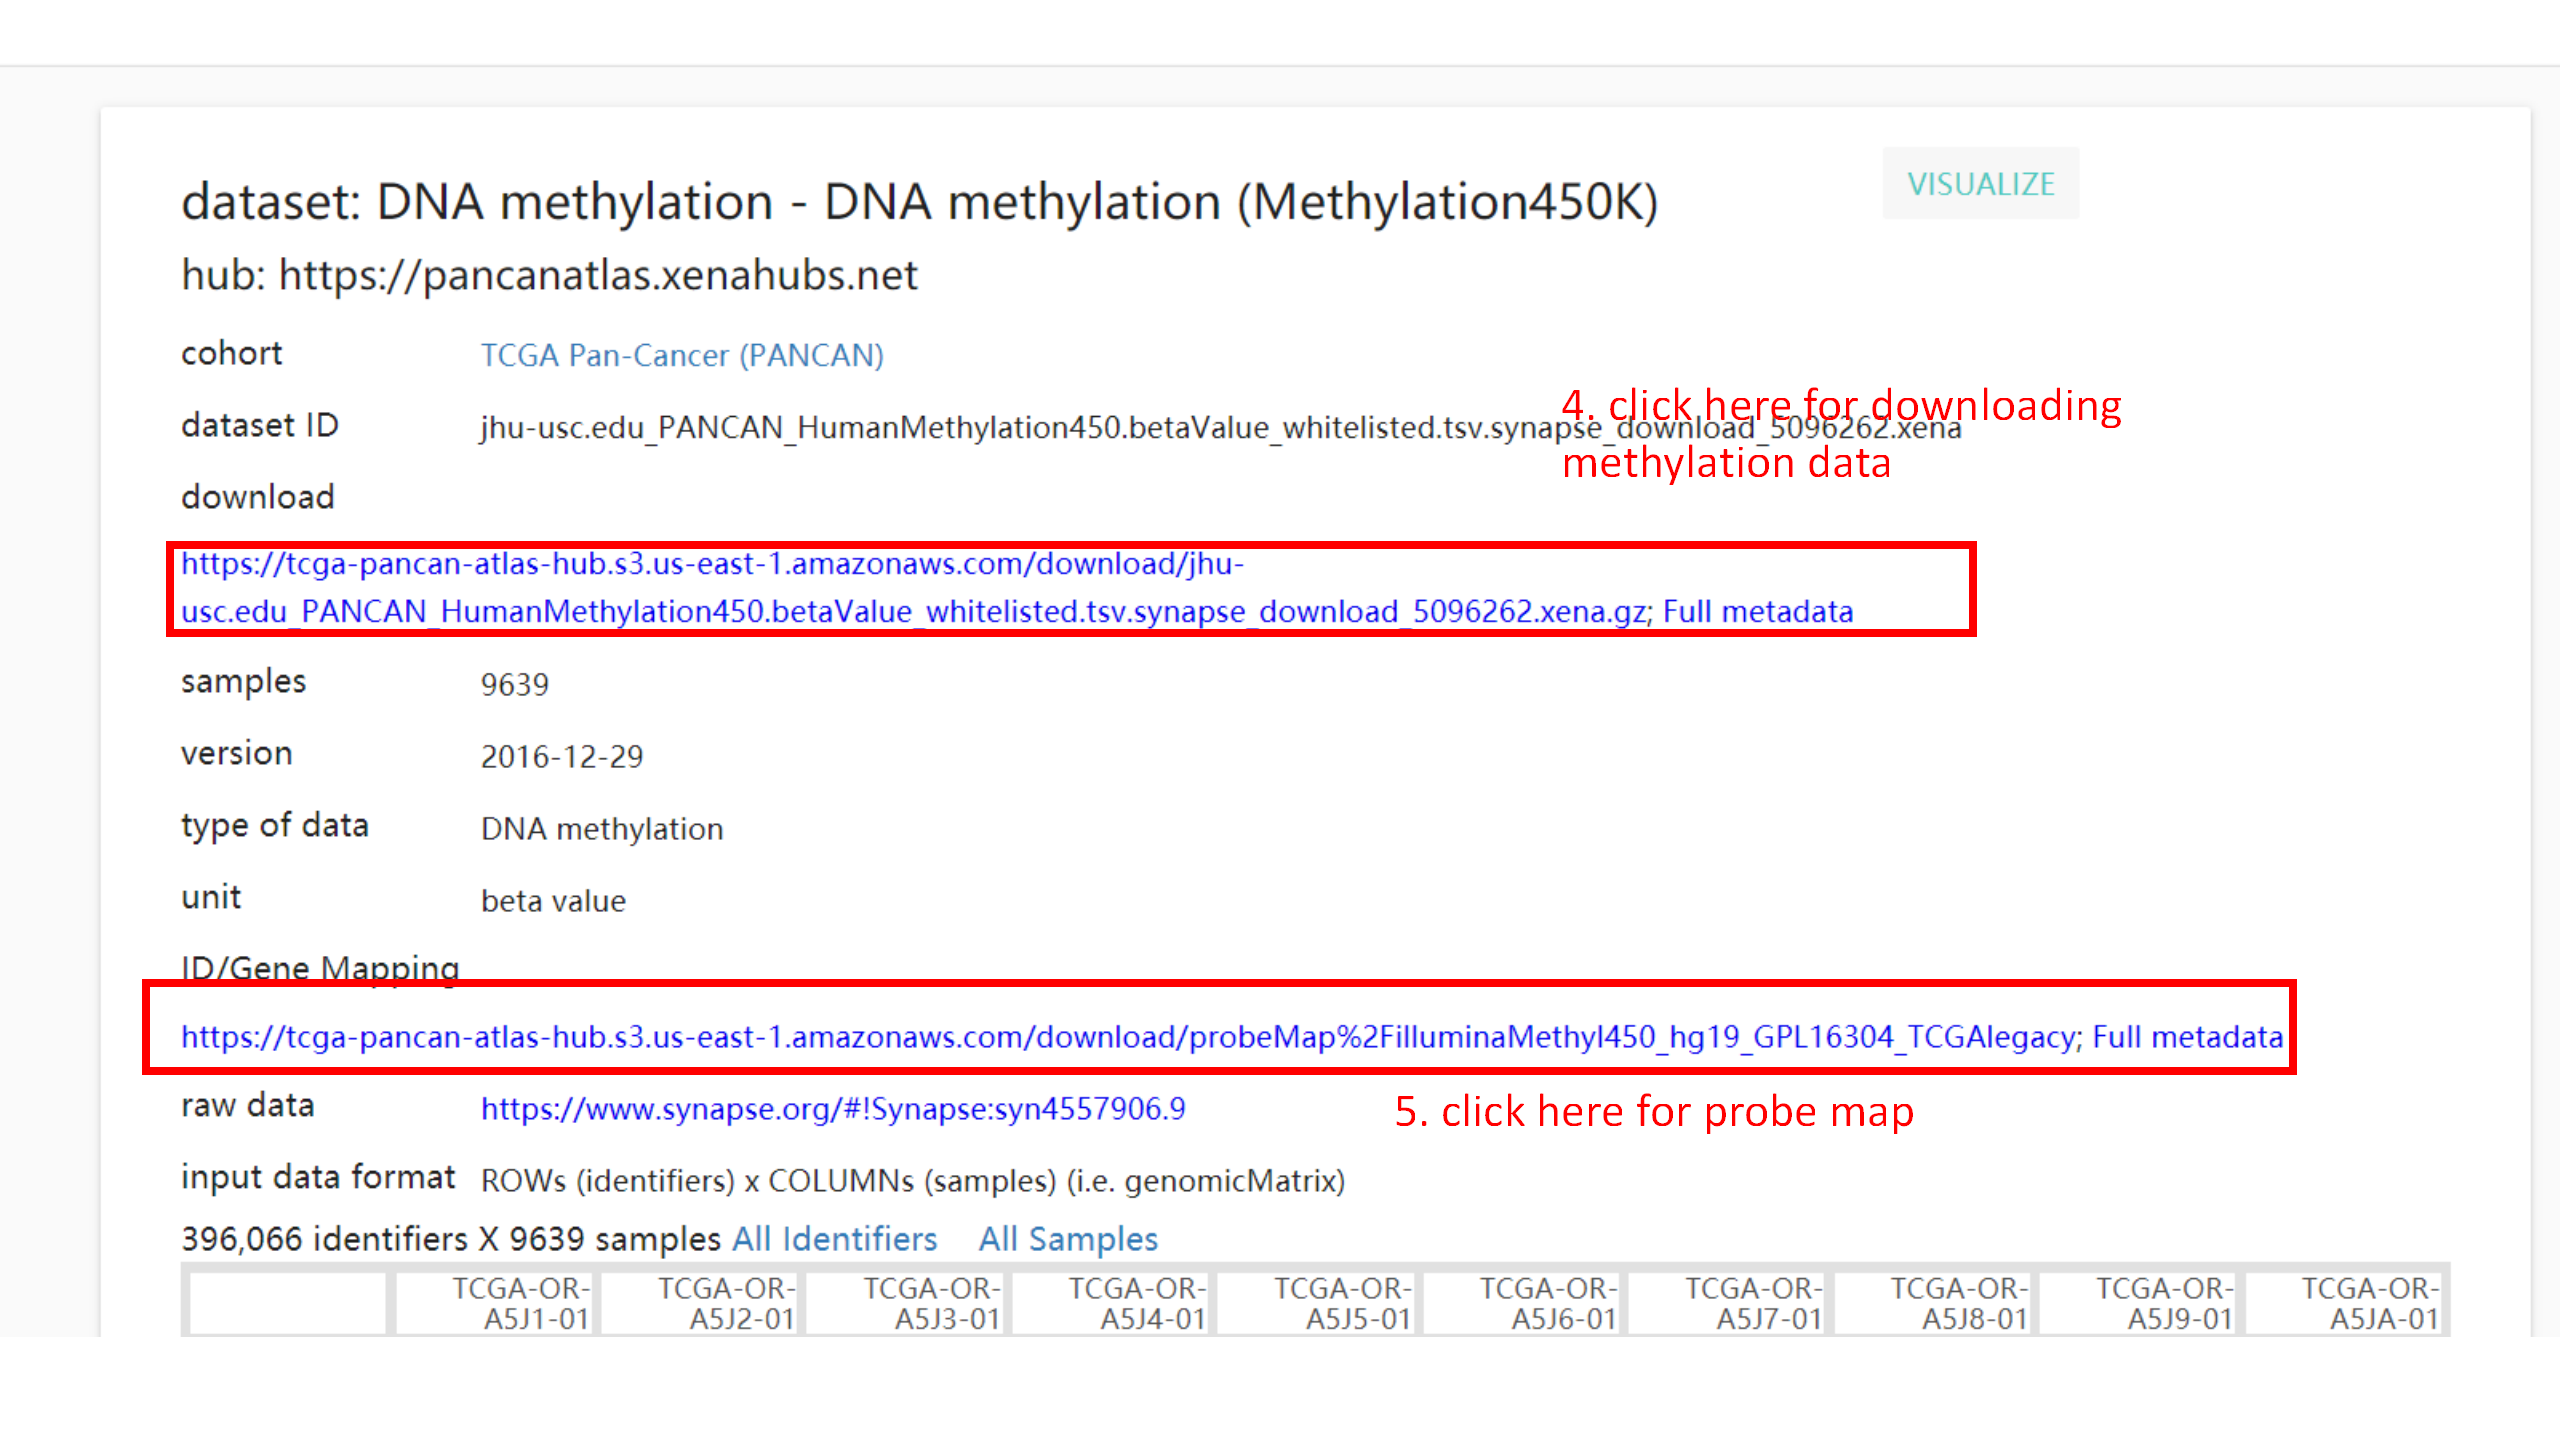 dataset: DNA methylation - DNA methylation (Methylation450K)
VISUALIZE
hub: https://pancanatlas.xenahubs.net
cohort TCGA Pan-Cancer (PANCAN)
4. click here for downloading
dataset ID jhu-usc.edu_PANCAN_HumanMethylation450.betaValue_whitelisted.tsv.synapse_download_5096262.xena
methylation data
download
https://tcga-pancan-atlas-hub.s3.us-east-1.amazonaws.com/download/jhu-
usc.edu_PANCAN_HumanMethylation450.betaValue_whitelisted.tsv.synapse_download_5096262.xena.gz; Full metadata
samples 9639
version 2016-12-29
type of data DNA methylation
unit beta value
ID/Gene Mapping
https://tcga-pancan-atlas-hub.s3.us-east-1.amazonaws.com/download/probeMap%2FilluminaMethyl450_hg19_GPL16304_TCGAlegacy; Full metadata
raw data https://www.synapse.org/#!Synapse:syn4557906.9
5. click here for probe map
input data format ROWs (identifiers) x COLUMNs (samples) (i.e. genomicMatrix)
396,066 identifiers X 9639 samples All Identifiers All Samples
TCGA-OR- TCGA-OR- TCGA-OR- TCGA-OR- TCGA-OR- TCGA-OR- TCGA-OR- TCGA-OR- TCGA-OR- TCGA-OR-
A5J1-01 A5J2-01 A5J3-01 A5J4-01 A5J5-01 A5J6-01 A5J7-01 A5J8-01 A5J9-01 A5JA-01